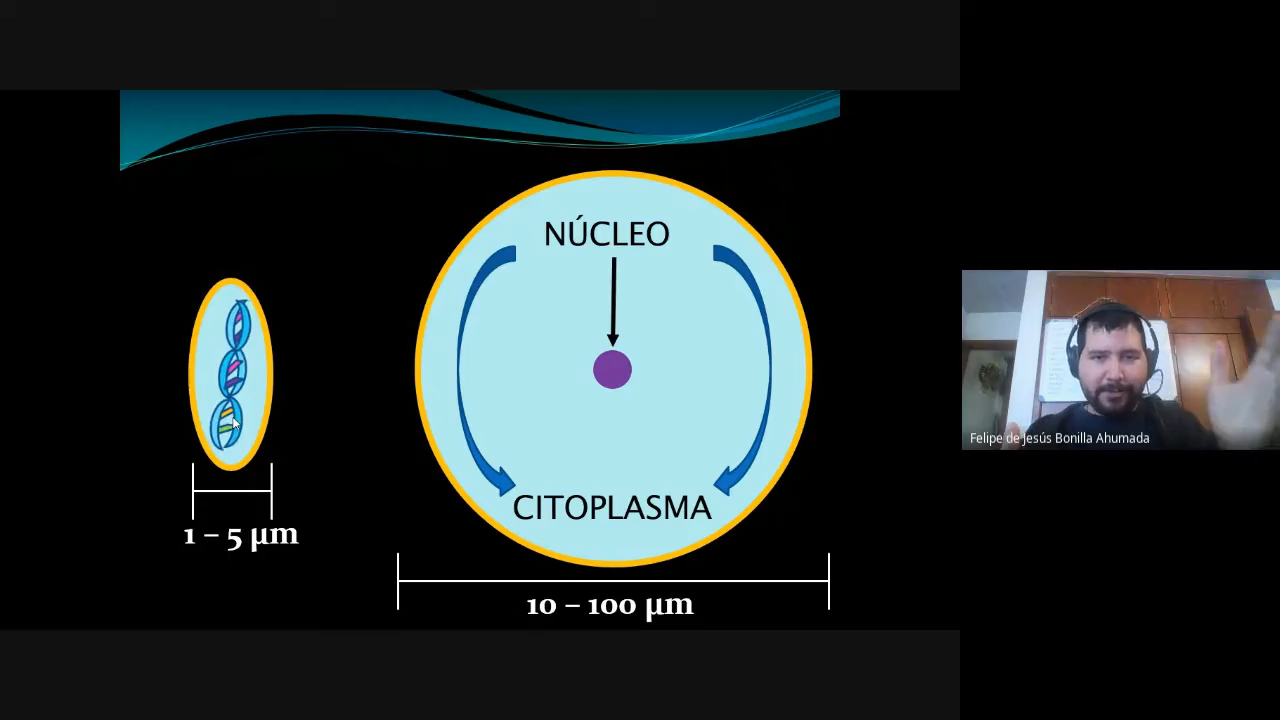 NÚCLEO
CITOPLASMA
1 – 5 µm
10 – 100 µm
Felipe de Jesús Bonilla Ahumada